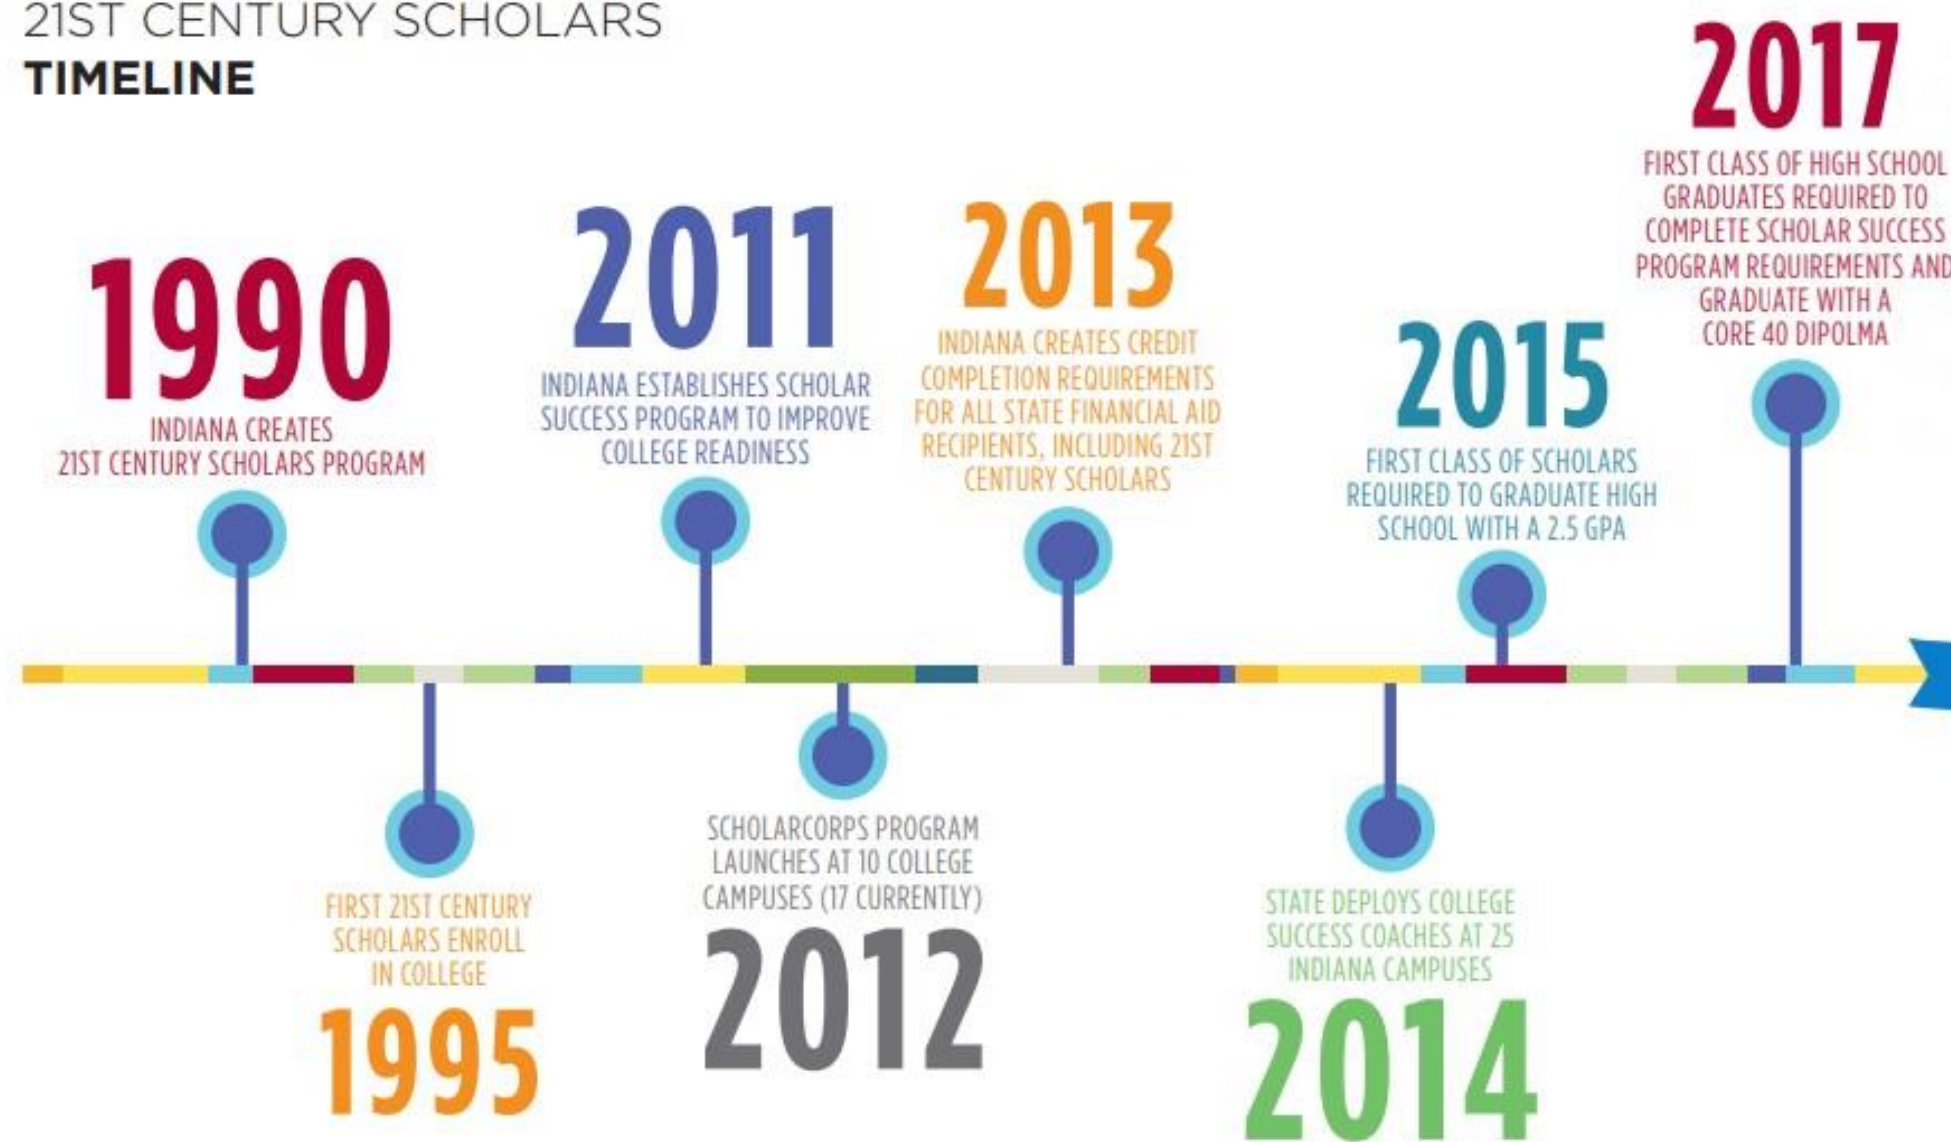 21ST CENTURY SCHOLARS
TIMELINE
1990
INDIANA CREATES
21ST CENTURY SCHOLARS PROGRAM
FIRST 21ST CENTURY
SCHOLARS ENROLL
IN COLLEGE
1995
2011
INDIANA ESTABLISHES SCHOLAR
SUCCESS PROGRAM TO IMPROVE
COLLEGE READINESS
SCHOLARCORPS PROGRAM
LAUNCHES AT 10 COLLEGE
CAMPUSES (17 CURRENTLY)
2012
2013
INDIANA CREATES CREDIT
COMPLETION REQUIREMENTS
FOR ALL STATE FINANCIAL AID
RECIPIENTS, INCLUDING 21ST
CENTURY SCHOLARS
STATE DEPLOYS COLLEGE
SUCCESS COACHES AT 25
INDIANA CAMPUSES
2014
2015
FIRST CLASS OF SCHOLARS
REQUIRED TO GRADUATE HIGH
SCHOOL WITH A 2.5 GPA
2017
FIRST CLASS OF HIGH SCHOOL
GRADUATES REQUIRED TO
COMPLETE SCHOLAR SUCCESS
PROGRAM REQUIREMENTS AND
GRADUATE WITH A
CORE 40 DIPOLMA